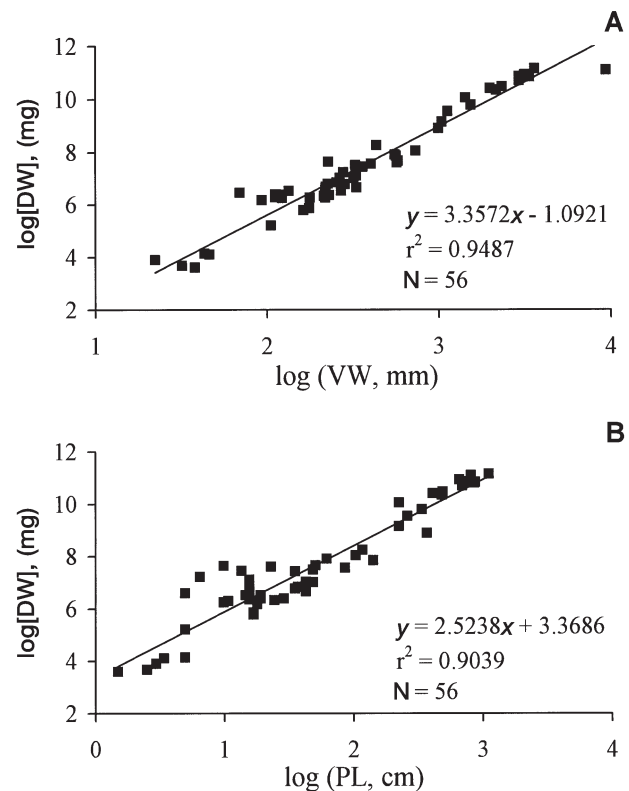 A
12
10
8
6
4
2
log[DW], (mg)
y = 3.3572x - 1.0921
r² = 0.9487
N = 56
1
2
3
4
log (VW, mm)
B
12
10
8
6
4
2
log[DW], (mg)
y = 2.5238x + 3.3686
r² = 0.9039
N = 56
0
1
2
3
4
log (PL, cm)